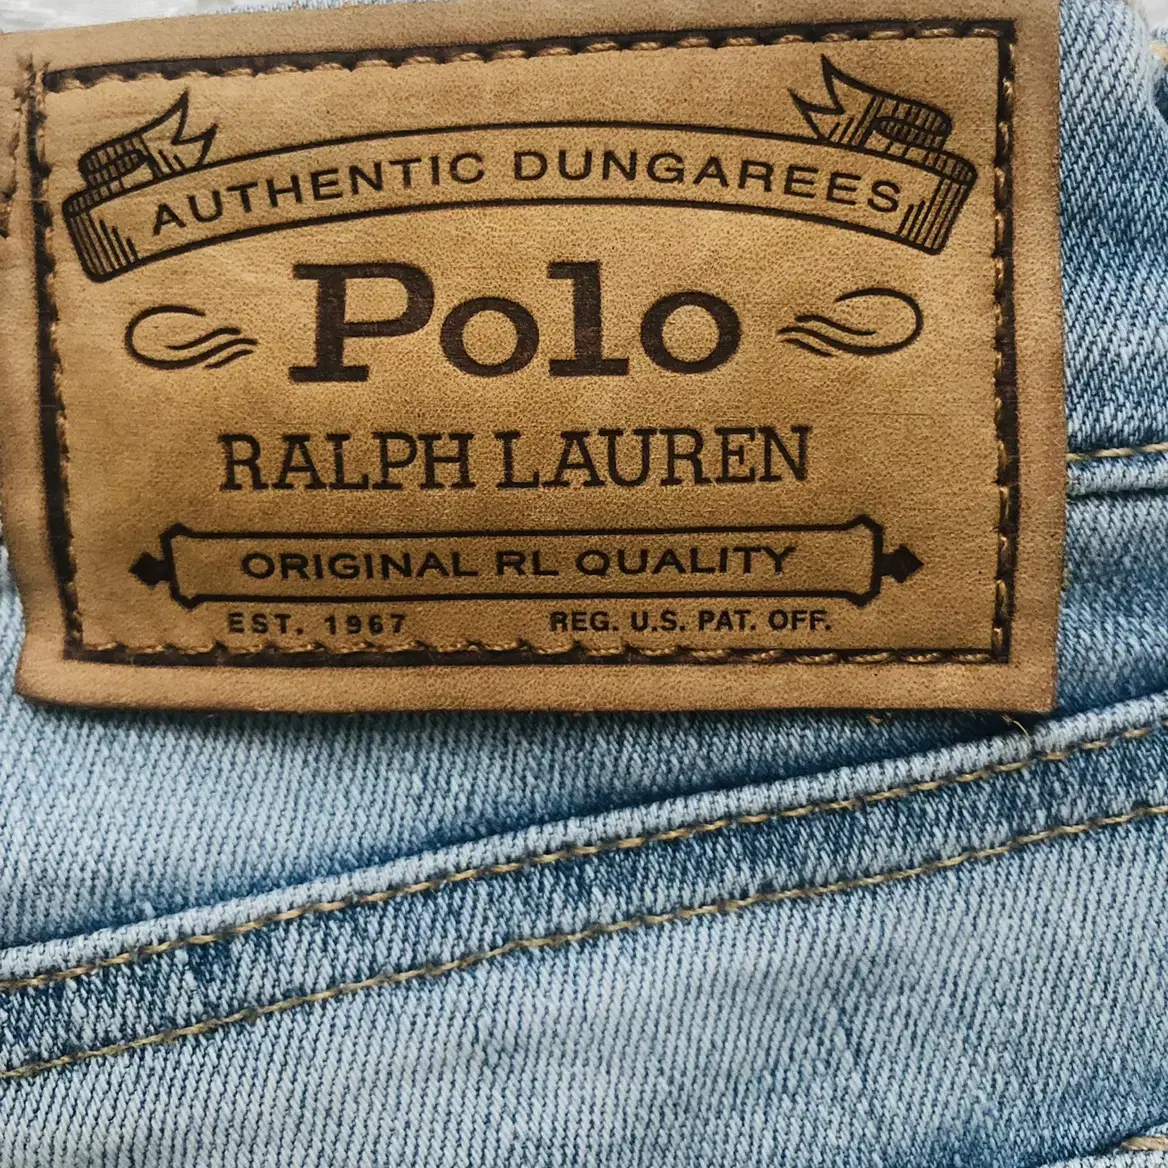 AUTHENTIC DUNGAREES
Polo
RALPH LAUREN
ORIGINAL RL QUALITY
EST. 1967 REG. U.S. PAT. OFF.